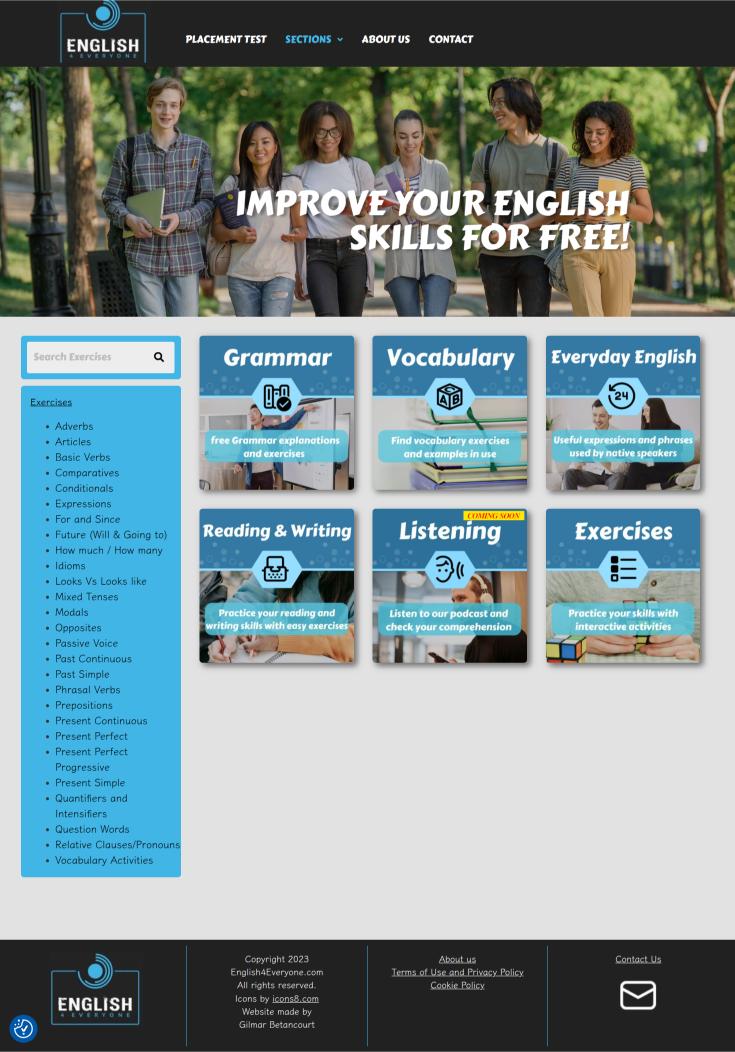 ENGLISH
4 EVERYONE
PLACEMENT TEST
SECTIONS
ABOUT US
CONTACT
IMPROVE YOUR ENGLISH
SKILLS FOR FREE!
Search Exercises
Exercises
Adverbs
Articles
Basic Verbs
Comparatives
Conditionals
Expressions
For and Since
Future (Will & Going to)
How much / How many
Idioms
Looks Vs Looks like
Mixed Tenses
Modals
Opposites
Passive Voice
Past Continuous
Past Simple
Phrasal Verbs
Prepositions
Present Continuous
Present Perfect
Present Perfect
Progressive
Present Simple
Quantifiers and
Intensifiers
Question Words
Relative Clauses/Pronouns
Vocabulary Activities
Grammar
free Grammar explanations
and exercises
Vocabulary
A B C
Find vocabulary exercises
and examples in use
Everyday English
24
Useful expressions and phrases
used by native speakers
Reading & Writing
Practice your reading and
writing skills with easy exercises
COMING SOON
Listening
Listen to our podcast and
check your comprehension
Exercises
Practice your skills with
interactive activities
ENGLISH
4 EVERYONE
Copyright 2023
English4Everyone.com
All rights reserved.
Icons by icons8.com
Website made by
Gilmar Betancourt
About us
Terms of Use and Privacy Policy
Cookie Policy
Contact Us